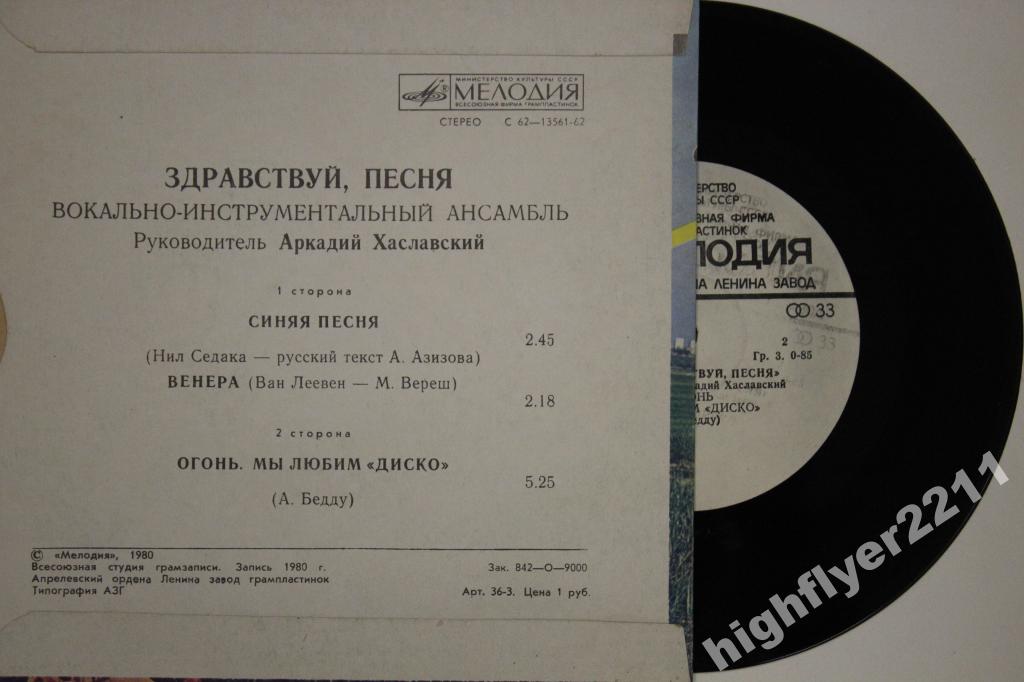 МИНИСТЕРСТВО КУЛЬТУРЫ СССР
МЕЛОДИЯ
ВСЕСОЮЗНАЯ ФИРМА ГРАМПЛАСТИНОК
СТЕРЕО С 62—13561-62
ЗДРАВСТВУЙ, ПЕСНЯ
ВОКАЛЬНО-ИНСТРУМЕНТАЛЬНЫЙ АНСАМБЛЬ
Руководитель Аркадий Хаславский
1 сторона
СИНЯЯ ПЕСНЯ
2.45
(Нил Седака — русский текст А. Азизова)
ВЕНЕРА (Ван Леевен — М. Вереш)
2.18
2 сторона
ОГОНЬ. МЫ ЛЮБИМ «ДИСКО»
5.25
(А. Бедду)
© «Мелодия», 1980
Всесоюзная студия грамзаписи. Запись 1980 г.
Апрелевский ордена Ленина завод грампластинок
Типография АЗГ
Зак. 842—О—9000
Арт. 36-3. Цена 1 руб.
ЕРСТВО
Ы СССР
НАЯ ФИРМА
АСТИНОК
ЛОДИЯ
НА ЛЕНИНА ЗАВОД
33
2
Гр. 3. 0-85
СТВУЙ, ПЕСНЯ»
кадий Хаславский
ОНЬ
М «ДИСКО»
едду)
highflyer2211